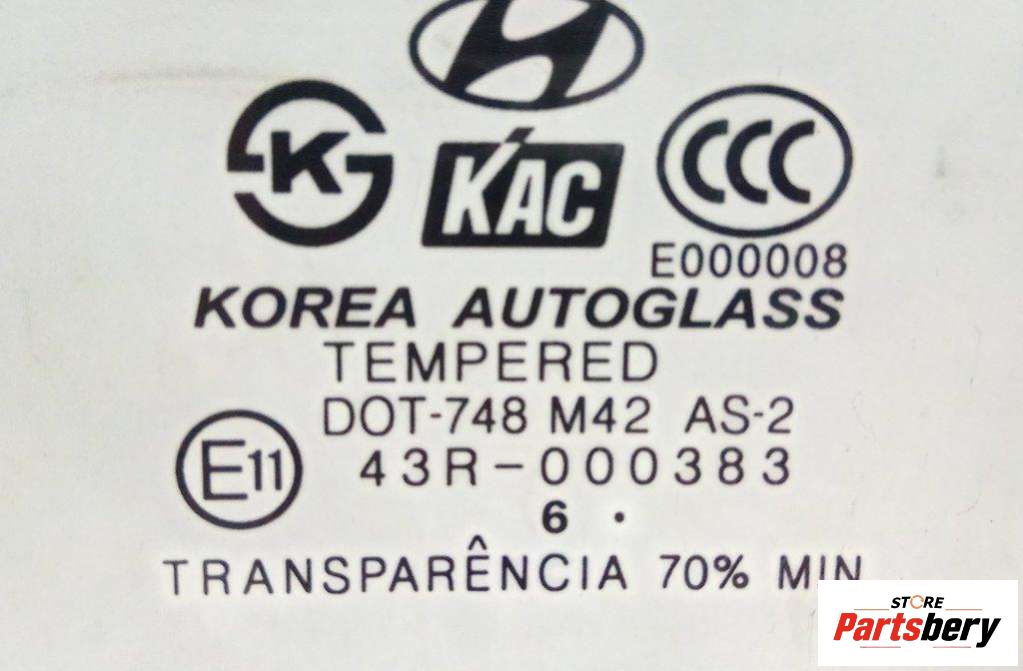 K
KAC
CCC
E000008
KOREA AUTOGLASS
TEMPERED
DOT-748 M42 AS-2
E11
43R-000383
6 .
TRANSPARÊNCIA 70% MIN
STORE
Partsbery